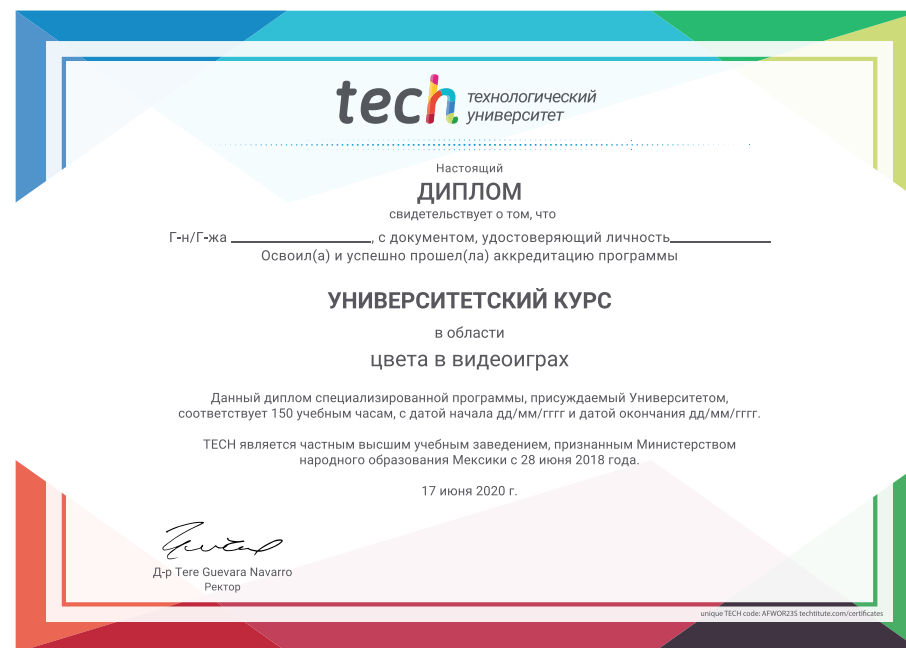 tech технологический
университет
Настоящий
ДИПЛОМ
свидетельствует о том, что
Г-н/Г-жа ____________, с документом, удостоверяющий личность____________
Освоил(а) и успешно прошел(ла) аккредитацию программы
УНИВЕРСИТЕТСКИЙ КУРС
в области
цвета в видеоиграх
Данный диплом специализированной программы, присуждаемый Университетом,
соответствует 150 учебным часам, с датой начала дд/мм/гггг и датой окончания дд/мм/гггг.
TECH является частным высшим учебным заведением, признанным Министерством
народного образования Мексики с 28 июня 2018 года.
17 июня 2020 г.
Д-р Tere Guevara Navarro
Ректор
unique TECH code: AFWOR23S techtitute.com/certificates